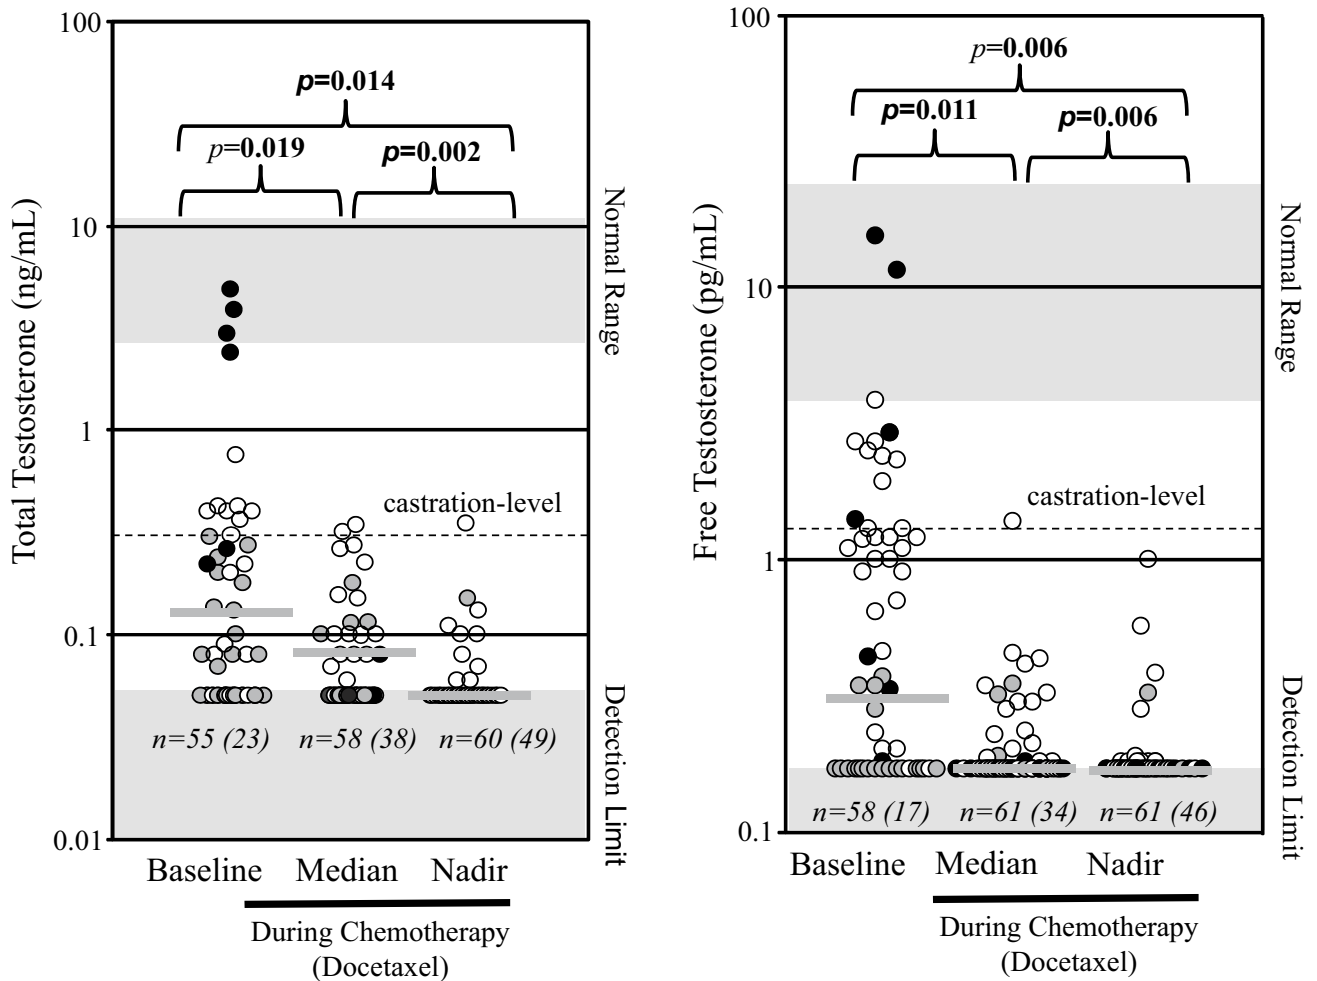 100
p=0.014
p=0.019
p=0.002
10
1
castration-level
0.1
n=55 (23)
n=58 (38)
n=60 (49)
0.01
Total Testosterone (ng/mL)
Normal Range
Detection Limit
Baseline
Median
Nadir
During Chemotherapy
(Docetaxel)
100
p=0.006
p=0.011
p=0.006
10
castration-level
1
n=58 (17)
n=61 (34)
n=61 (46)
0.1
Free Testosterone (pg/mL)
Normal Range
Detection Limit
Baseline
Median
Nadir
During Chemotherapy
(Docetaxel)